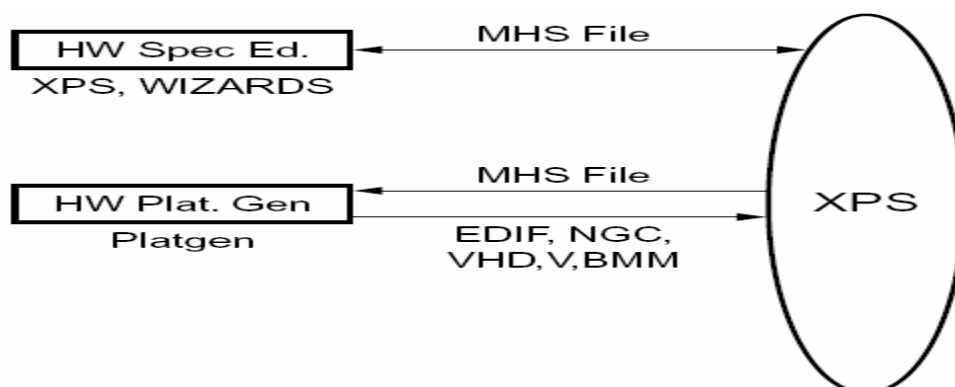 HW Spec Ed.
MHS File
XPS, WIZARDS
MHS File
HW Plat. Gen
XPS
Platgen
EDIF, NGC,
VHD,V,BMM